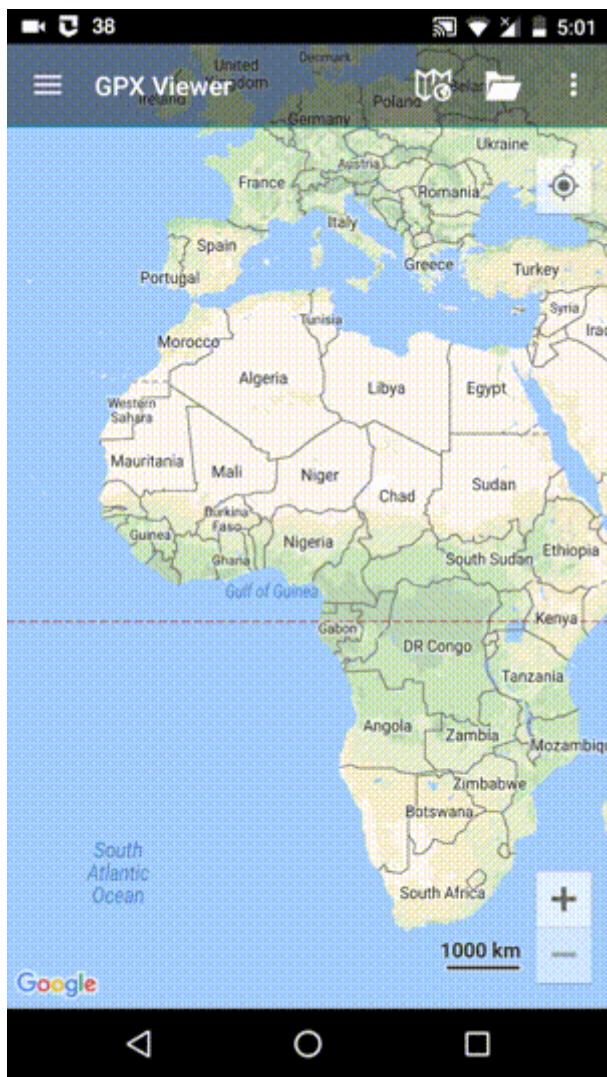 38
5:01
United Kingdom
Denmark
GPX Viewer
Ireland
Poland
Belar
Germany
Ukraine
Austria
France
Romania
Italy
Spain
Greece
Turkey
Portugal
Syria
Tunisia
Iraq
Morocco
Algeria
Libya
Egypt
Western
Sahara
Mauritania
Mali
Niger
Sudan
Chad
Burkina
Faso
Guinea
Nigeria
Ethiopia
Ghana
South Sudan
Gulf of Guinea
Kenya
Gabon
DR Congo
Tanzania
Angola
Zambia
Mozambiqu
Zimbabwe
Botswana
South
Atlantic
Ocean
South Africa
1000 km
Google